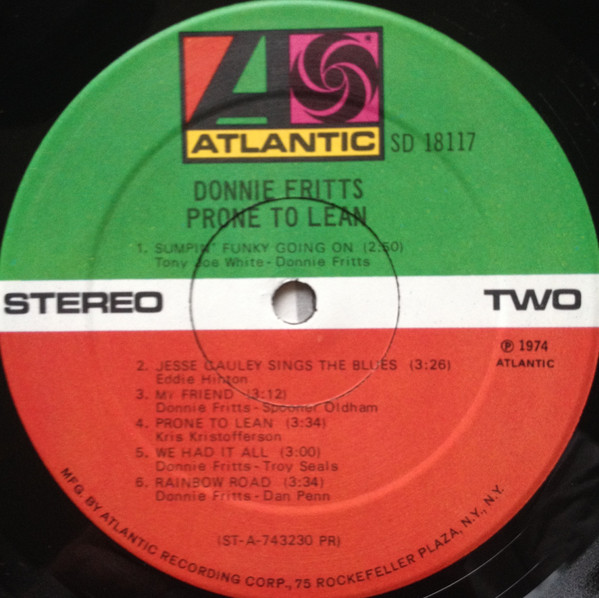 ATLANTIC
SD 18117
DONNIE FRITTS
PRONE TO LEAN
1. SUMPIN' FUNKY GOING ON (2:50)
Tony Joe White - Donnie Fritts
STEREO
TWO
℗ 1974
ATLANTIC
2. JESSE CAULEY SINGS THE BLUES (3:26)
Eddie Hinton
3. MY FRIEND (3:12)
Donnie Fritts - Spooner Oldham
4. PRONE TO LEAN (3:34)
Kris Kristofferson
5. WE HAD IT ALL (3:00)
Donnie Fritts - Troy Seals
6. RAINBOW ROAD (3:34)
Donnie Fritts - Dan Penn
(ST-A-743230 PR)
MFG. BY ATLANTIC RECORDING CORP., 75 ROCKEFELLER PLAZA, N.Y., N.Y.